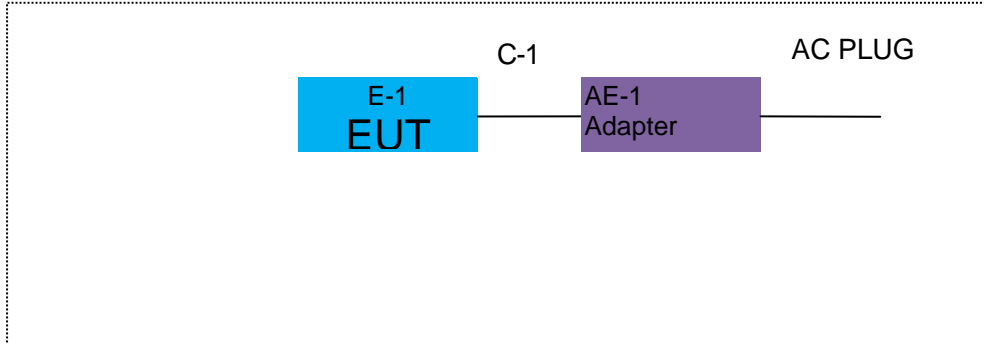 C-1
AC PLUG
E-1
EUT
AE-1
Adapter